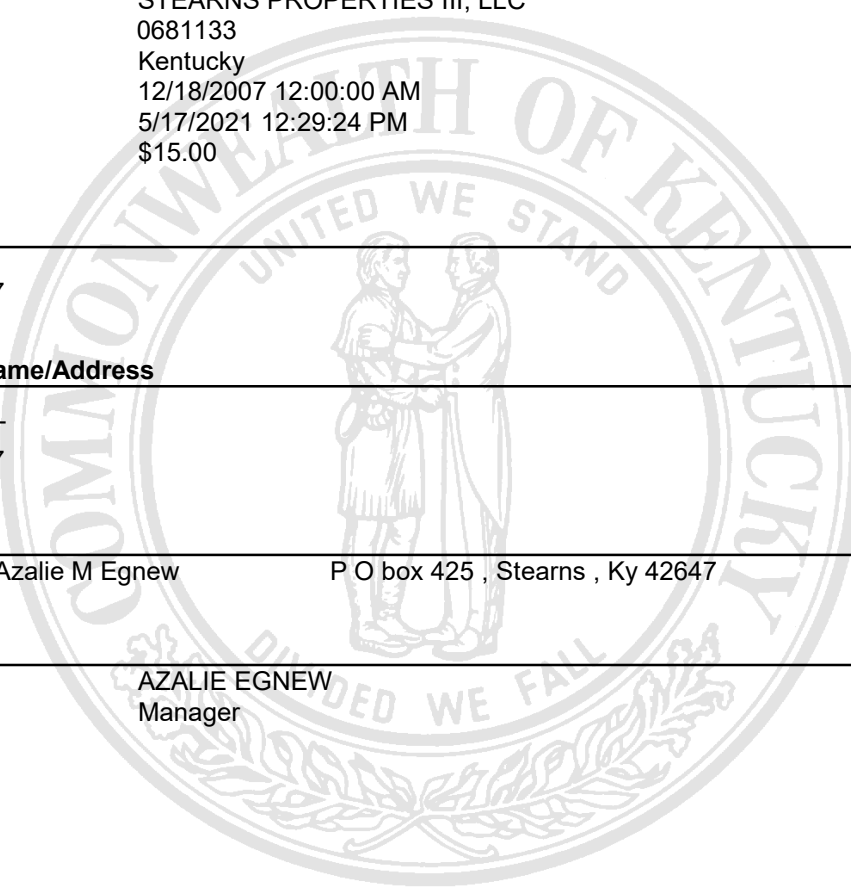 STEARNS PROPERTIES III, LLC
0681133
Kentucky
12/18/2007 12:00:00 AM
5/17/2021 12:29:24 PM
$15.00
COMMONWEALTH OF KENTUCKY
UNITED WE STAND
ame/Address
Azalie M Egnew P O box 425 , Stearns , Ky 42647
DIVIDED WE FALL
AZALIE EGNEW
Manager